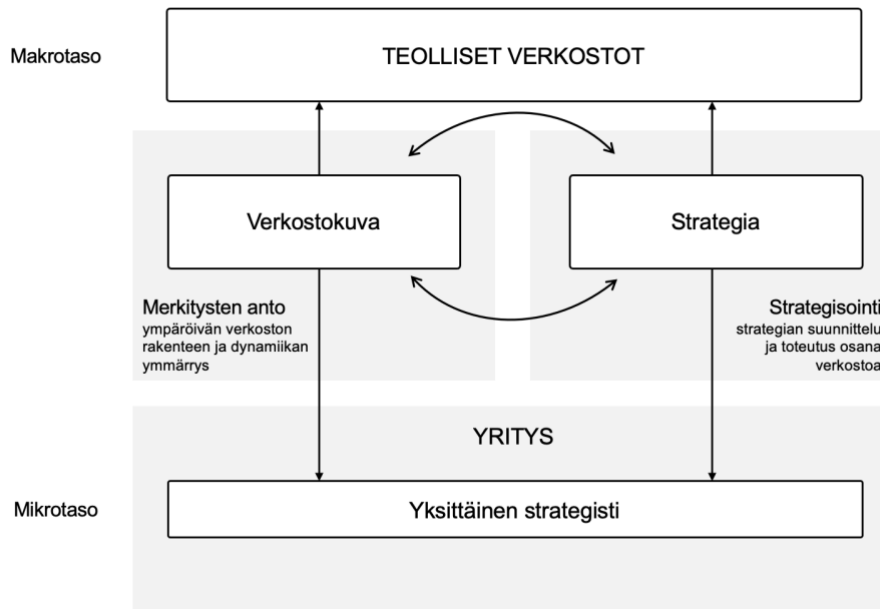 Makrotaso
TEOLLISET VERKOSTOT
Verkostokuva
Strategia
Merkitysten anto
ympäröivän verkoston
rakenteen ja dynamiikan
ymmärrys
Strategisointi
strategian suunnittelu
ja toteutus osana
verkostoa
YRITYS
Mikrotaso
Yksittäinen strategisti